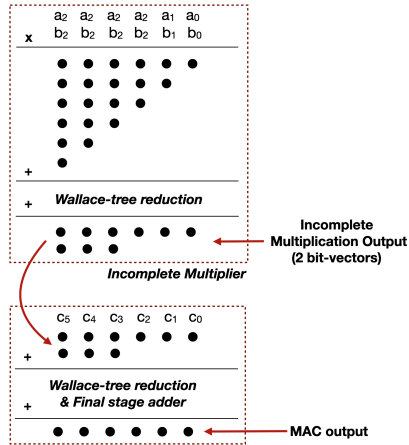 a2 a2 a2 a2 a1 a0
x b2 b2 b2 b2 b1 b0
+
+ Wallace-tree reduction
Incomplete
Multiplication Output
(2 bit-vectors)
Incomplete Multiplier
c5 c4 c3 c2 c1 c0
+
Wallace-tree reduction
+ & Final stage adder
MAC output